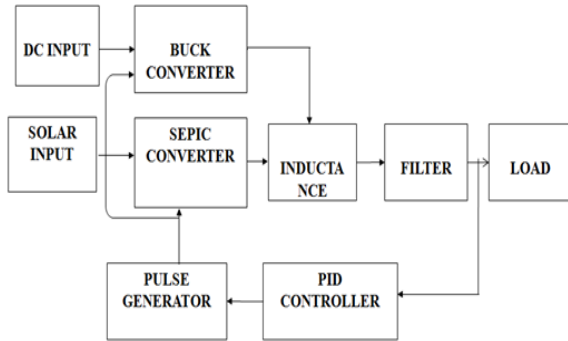 DC INPUT
BUCK
CONVERTER
SOLAR
INPUT
SEPIC
CONVERTER
INDUCTA
NCE
FILTER
LOAD
PULSE
GENERATOR
PID
CONTROLLER